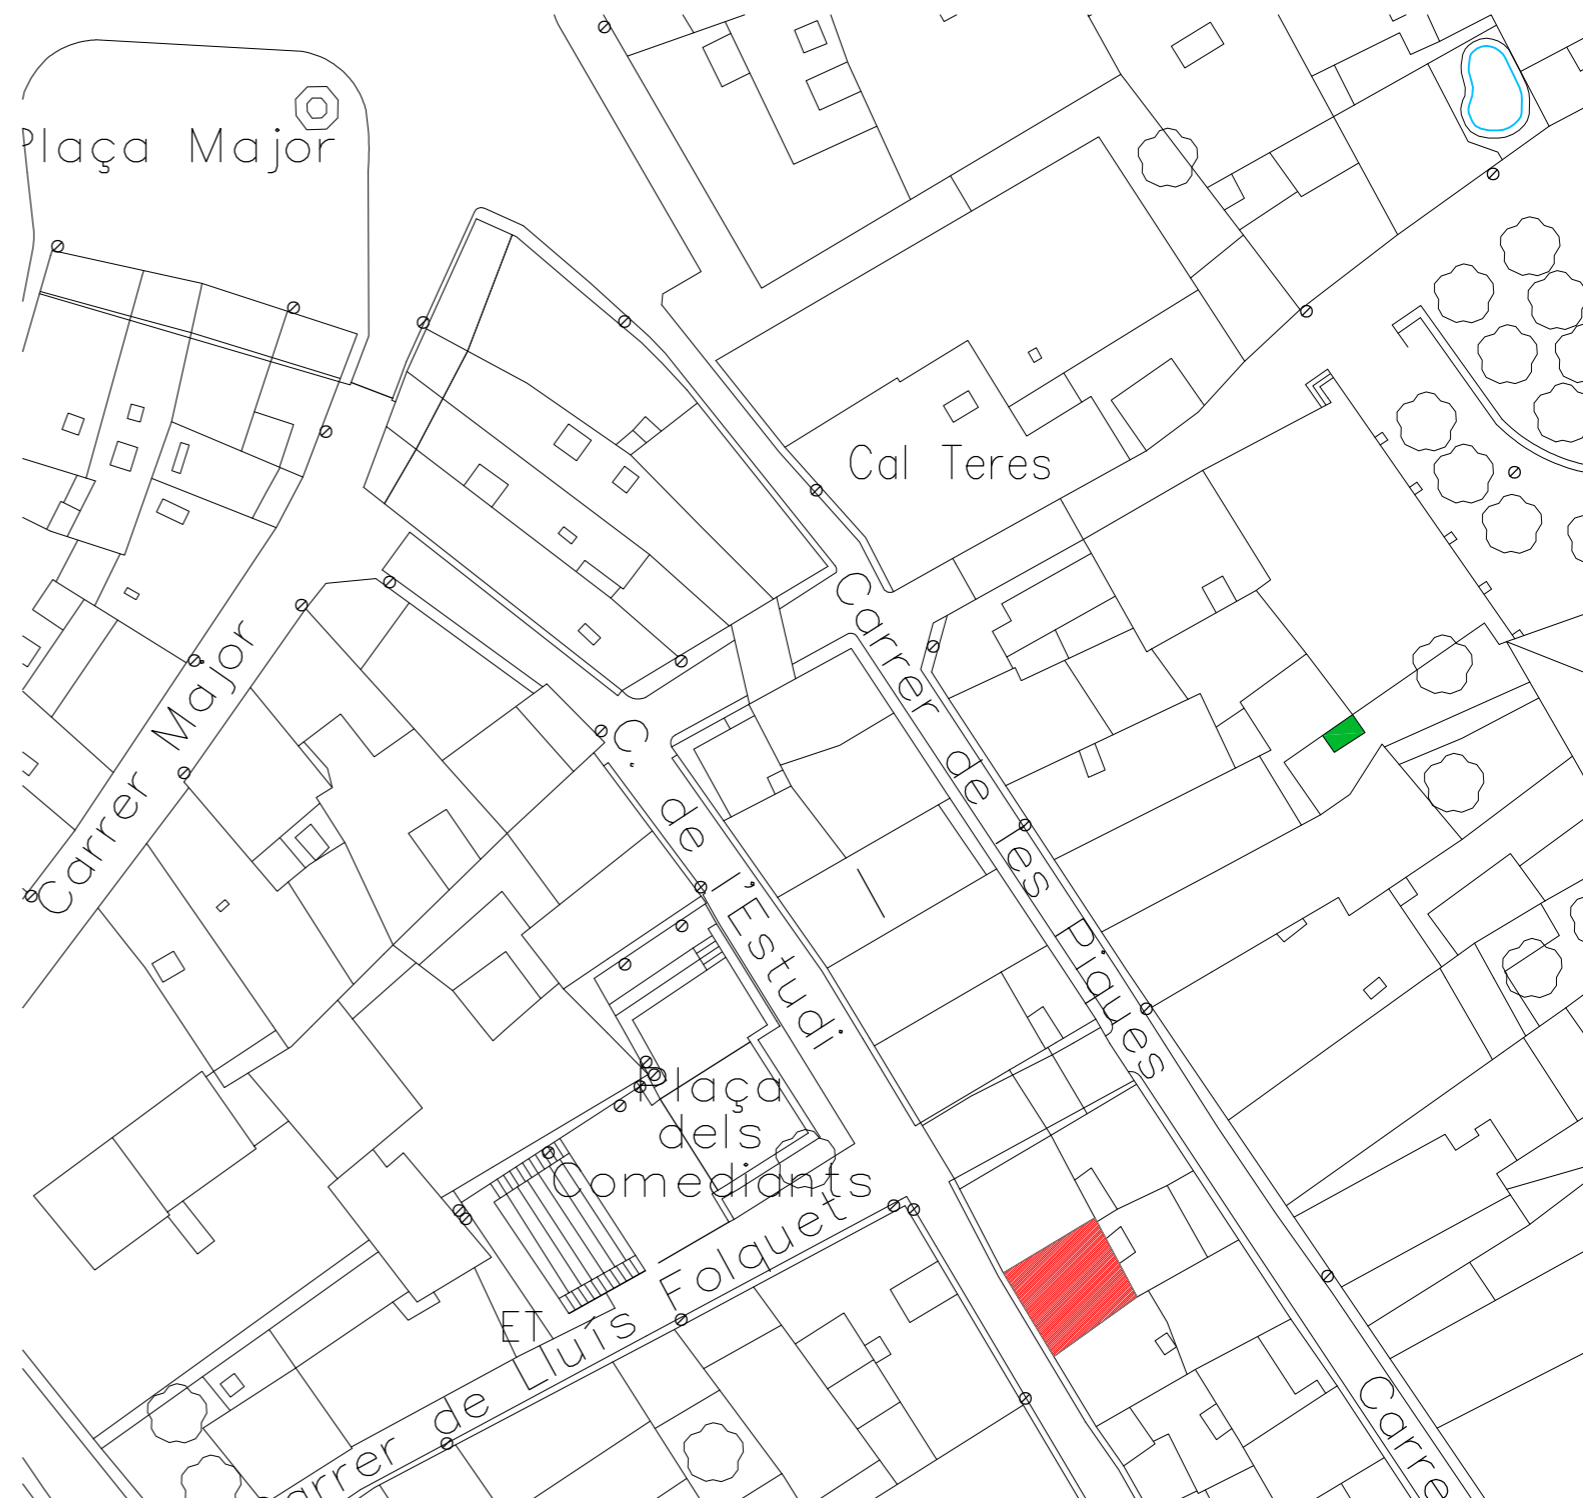 Plaça Major
Cal Teres
Carrer Major
Carrer de les Piques
C. de l'Estudi
Plaça
dels
Comediants
ET
arrer de Lluís Folquet
Carre